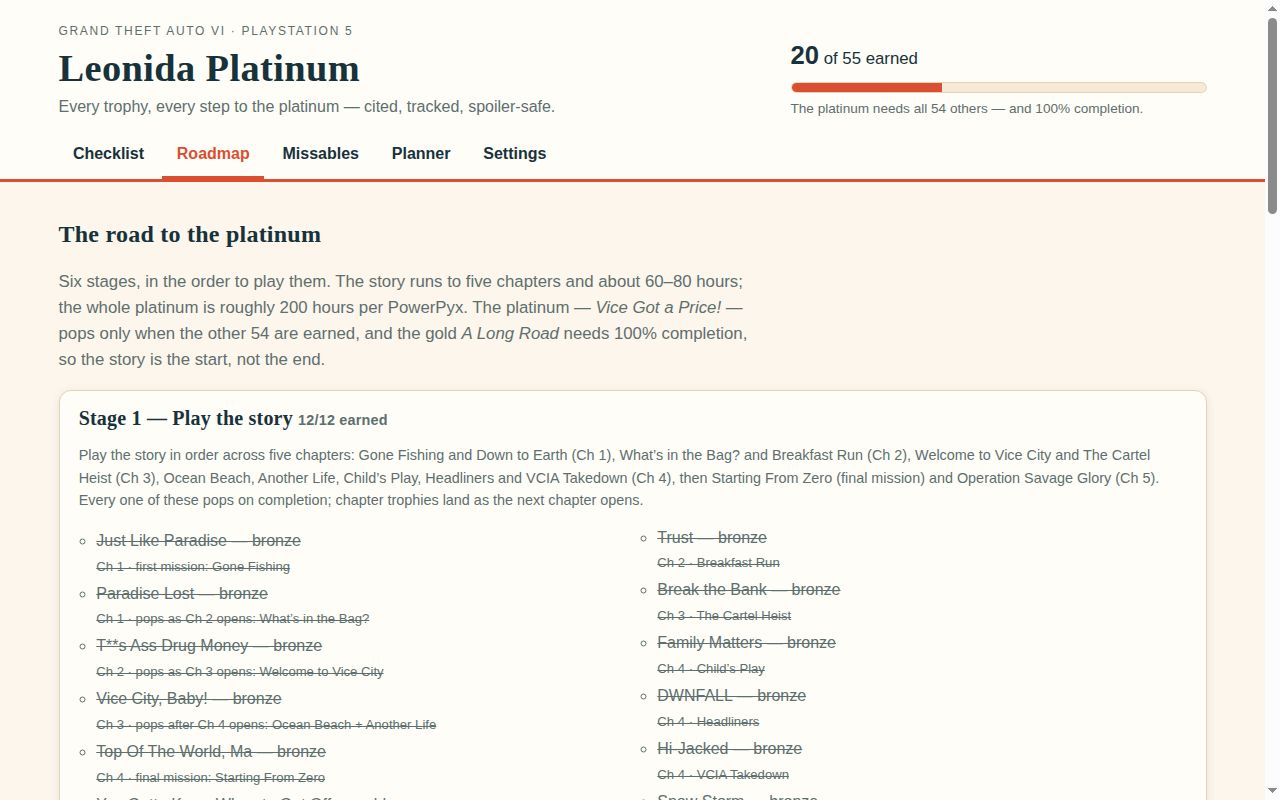 GRAND THEFT AUTO VI · PLAYSTATION 5
Leonida Platinum
Every trophy, every step to the platinum — cited, tracked, spoiler-safe.
20 of 55 earned
The platinum needs all 54 others — and 100% completion.
Checklist Roadmap Missables Planner Settings
The road to the platinum
Six stages, in the order to play them. The story runs to five chapters and about 60–80 hours;
the whole platinum is roughly 200 hours per PowerPyx. The platinum — Vice Got a Price! —
pops only when the other 54 are earned, and the gold A Long Road needs 100% completion,
so the story is the start, not the end.
Stage 1 — Play the story 12/12 earned
Play the story in order across five chapters: Gone Fishing and Down to Earth (Ch 1), What's in the Bag? and Breakfast Run (Ch 2), Welcome to Vice City and The Cartel
Heist (Ch 3), Ocean Beach, Another Life, Child's Play, Headliners and VCIA Takedown (Ch 4), then Starting From Zero (final mission) and Operation Savage Glory (Ch 5).
Every one of these pops on completion; chapter trophies land as the next chapter opens.
Just Like Paradise — bronze
Ch 1 · first mission: Gone Fishing
Paradise Lost — bronze
Ch 1 · pops as Ch 2 opens: What's in the Bag?
T**s Ass Drug Money — bronze
Ch 2 · pops as Ch 3 opens: Welcome to Vice City
Vice City, Baby! — bronze
Ch 3 · pops after Ch 4 opens: Ocean Beach + Another Life
Top Of The World, Ma — bronze
Ch 4 · final mission: Starting From Zero
Trust — bronze
Ch 2 · Breakfast Run
Break the Bank — bronze
Ch 3 · The Cartel Heist
Family Matters — bronze
Ch 4 · Child's Play
DWNFALL — bronze
Ch 4 · Headliners
Hi-Jacked — bronze
Ch 4 · VCIA Takedown